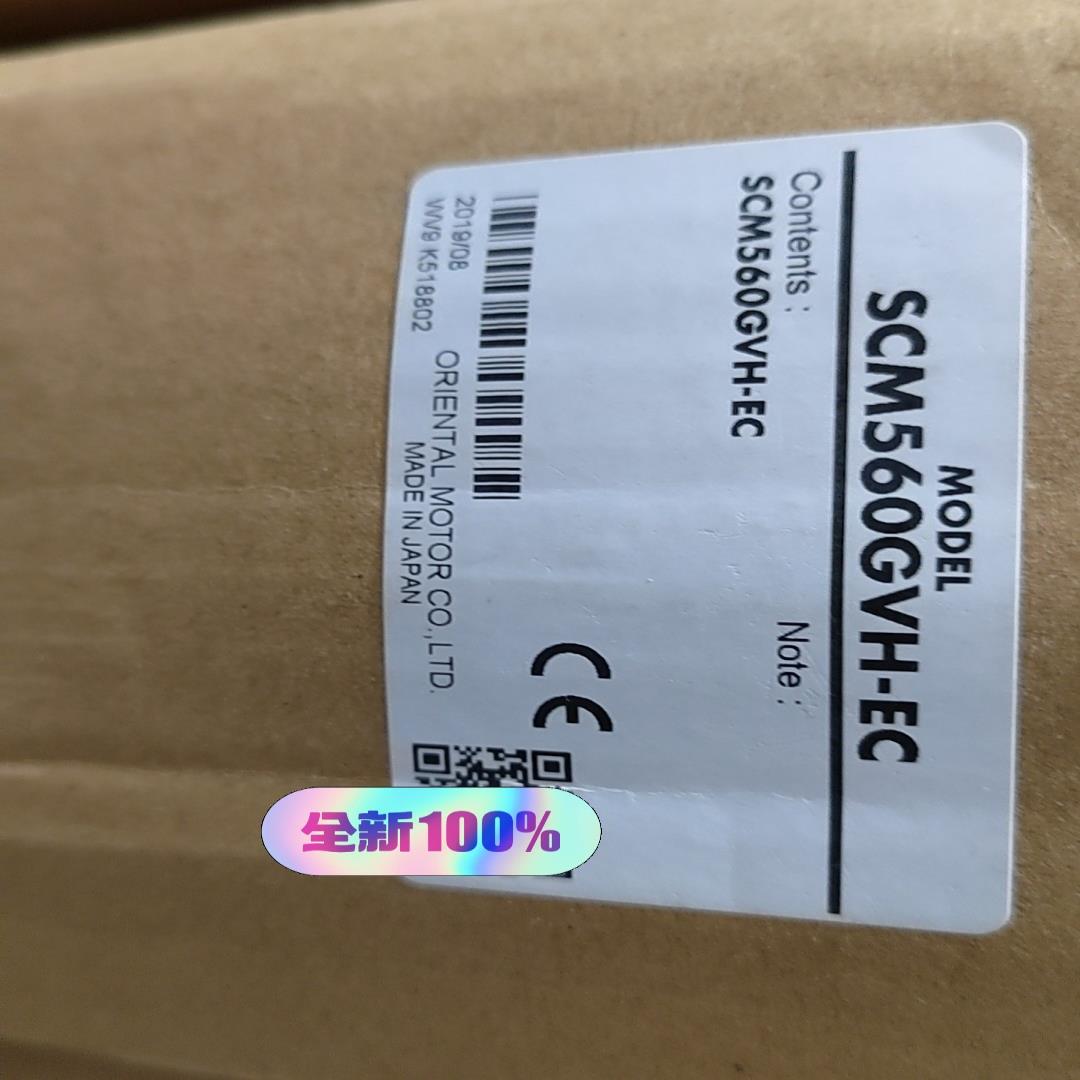 MODEL
SCM560GVH-EC
Contents :
Note :
SCM560GVH-EC
CE
2019/08
WV9 K518802
ORIENTAL MOTOR CO.,LTD.
MADE IN JAPAN
全新100%